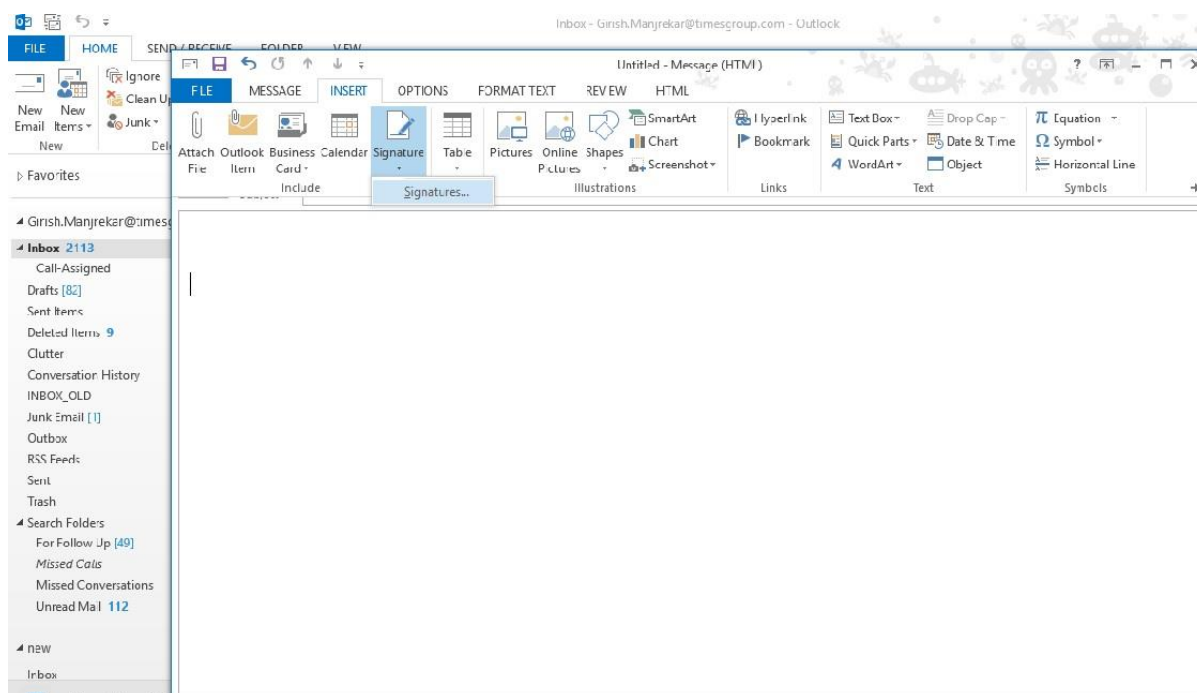 Inbox - Girish.Manjrekar@timesgroup.com - Outlook
FILE HOME SEND / RECEIVE FOLDER VIEW
Untitled - Message (HTML)
FILE MESSAGE INSERT OPTIONS FORMAT TEXT REVIEW HTML
New Email
New Items
Ignore
Clean Up
Junk
New
Attach File
Outlook Item
Business Card
Calendar
Signature
Table
Pictures
Online Pictures
Shapes
SmartArt
Chart
Screenshot
Hyperlink
Bookmark
Text Box
Quick Parts
WordArt
Drop Cap
Date & Time
Object
π Equation
Ω Symbol
Horizontal Line
Include
Illustrations
Links
Text
Symbols
Signatures...
Favorites
Girish.Manjrekar@times
Inbox 2113
Call-Assigned
Drafts [82]
Sent Items
Deleted Items 9
Clutter
Conversation History
INBOX_OLD
Junk Email [1]
Outbox
RSS Feeds
Sent
Trash
Search Folders
For Follow Up [49]
Missed Calls
Missed Conversations
Unread Mail 112
new
Inbox